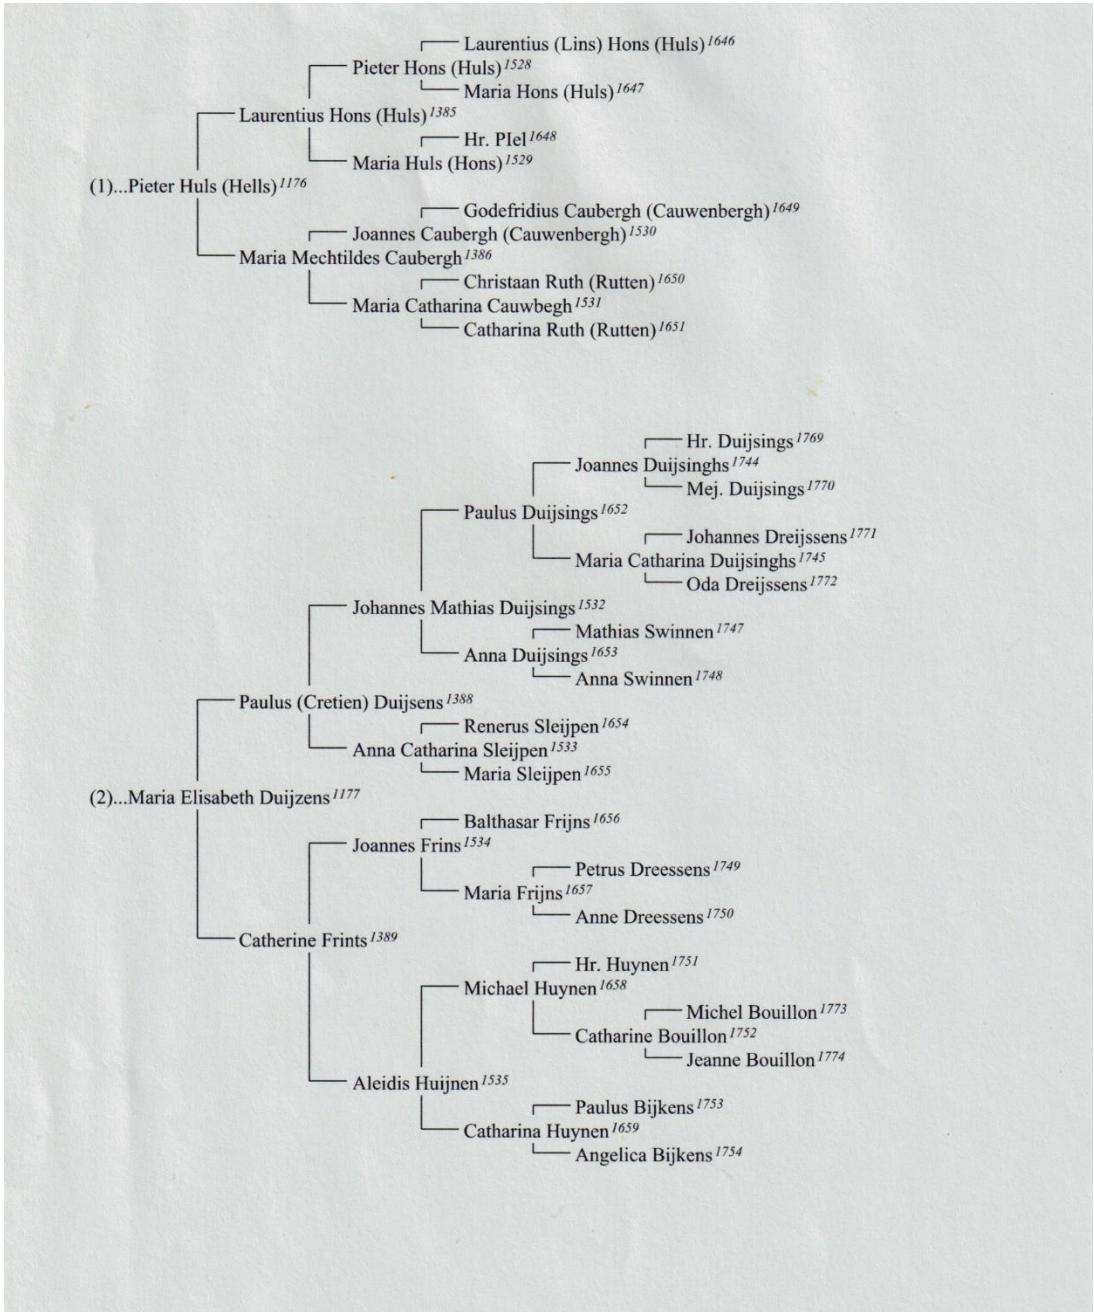 Laurentius (Lins) Hons (Huls) 1646
Pieter Hons (Huls) 1528
Maria Hons (Huls) 1647
Laurentius Hons (Huls) 1385
Hr. Plel 1648
Maria Huls (Hons) 1529
(1)...Pieter Huls (Hells) 1176
Godefridius Caubergh (Cauwenbergh) 1649
Joannes Caubergh (Cauwenbergh) 1530
Maria Mechtildes Caubergh 1386
Christaan Ruth (Rutten) 1650
Maria Catharina Cauwbegh 1531
Catharina Ruth (Rutten) 1651
Hr. Duijsings 1769
Joannes Duijsinghs 1744
Mej. Duijsings 1770
Paulus Duijsings 1652
Johannes Dreijssens 1771
Maria Catharina Duijsinghs 1745
Oda Dreijssens 1772
Johannes Mathias Duijsings 1532
Mathias Swinnen 1747
Anna Duijsings 1653
Anna Swinnen 1748
Paulus (Cretien) Duijsens 1388
Renerus Sleijpen 1654
Anna Catharina Sleijpen 1533
Maria Sleijpen 1655
(2)...Maria Elisabeth Duijzens 1177
Balthasar Frijns 1656
Joannes Frins 1534
Petrus Dreessens 1749
Maria Frijns 1657
Anne Dreessens 1750
Catherine Frints 1389
Hr. Huynen 1751
Michael Huynen 1658
Michel Bouillon 1773
Catharine Bouillon 1752
Jeanne Bouillon 1774
Aleidis Huijnen 1535
Paulus Bijkens 1753
Catharina Huynen 1659
Angelica Bijkens 1754